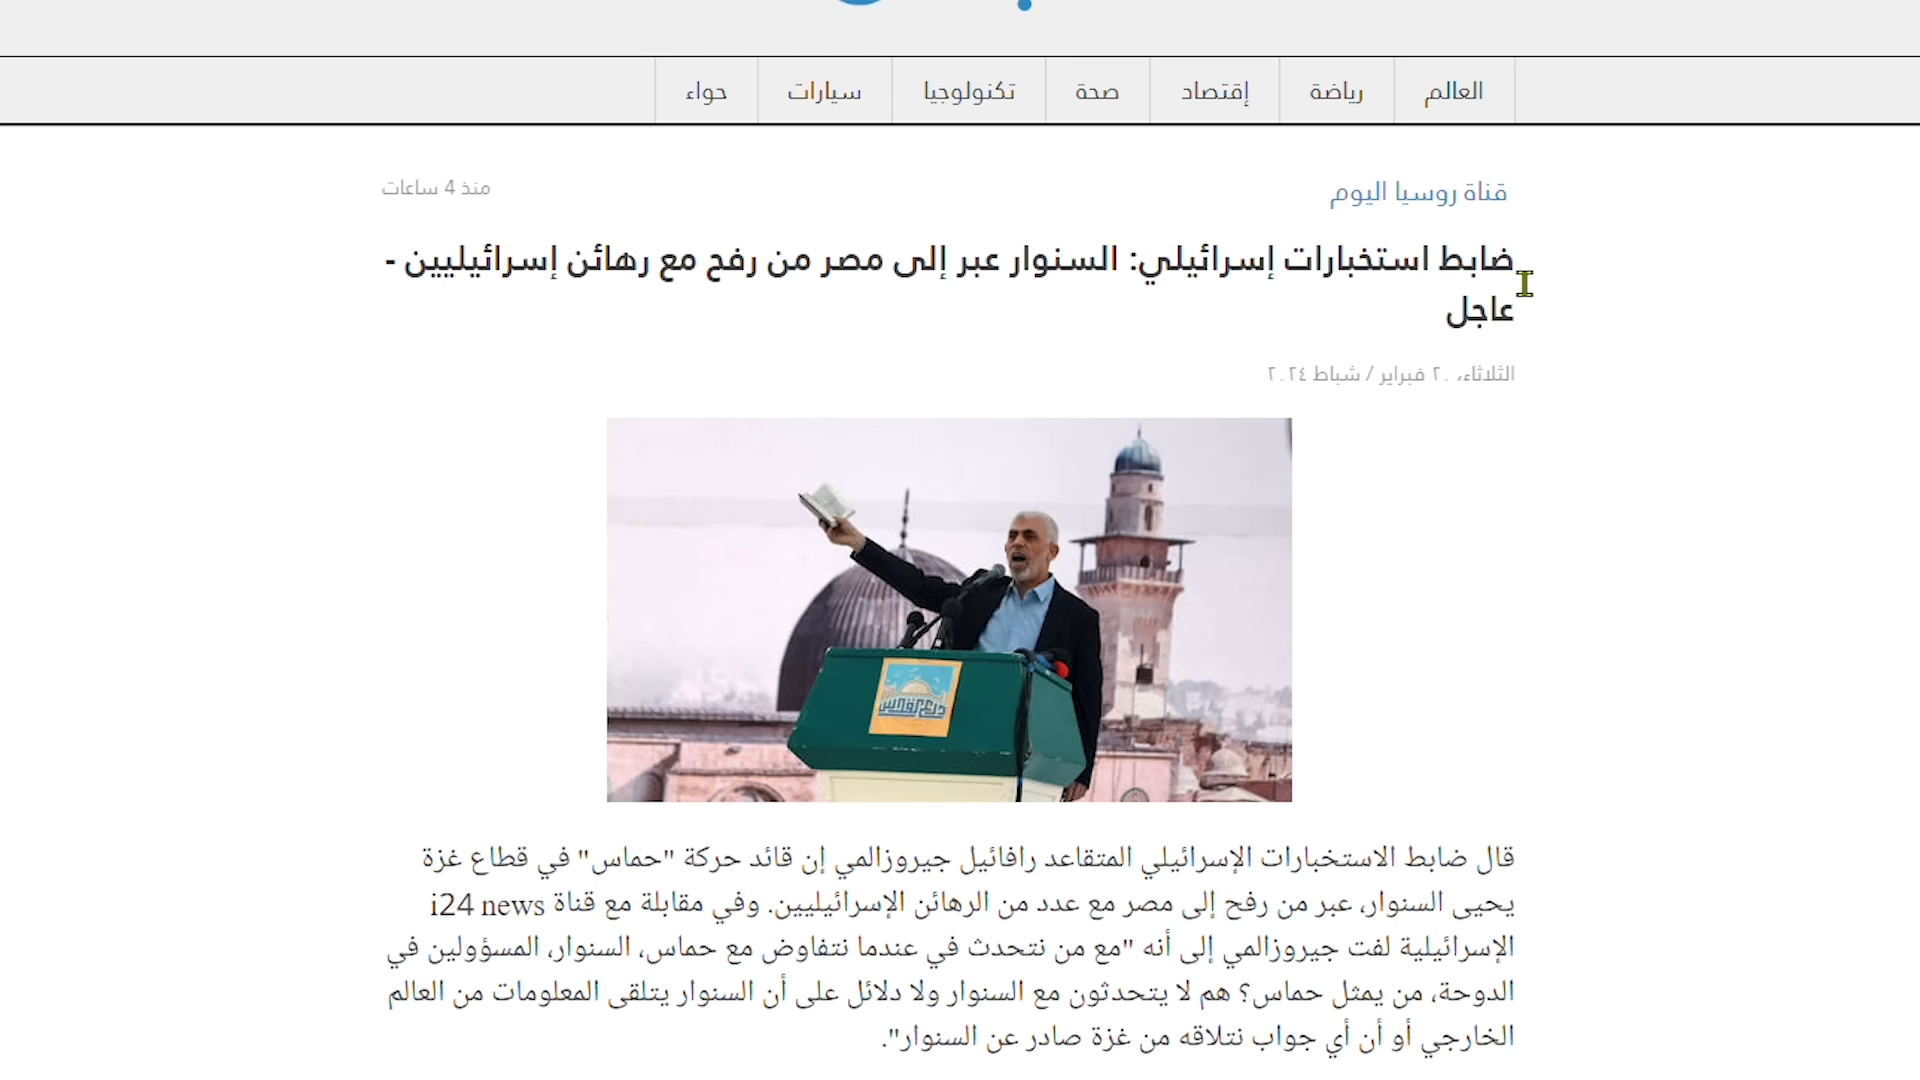 العالم
رياضة
إقتصاد
صحة
تكنولوجيا
سيارات
حواء
قناة روسيا اليوم
منذ 4 ساعات
ضابط استخبارات إسرائيلي: السنوار عبر إلى مصر من رفح مع رهائن إسرائيليين -
عاجل
الثلاثاء، ٢٠ فبراير / شباط ٢٠٢٤
درع القدس
قال ضابط الاستخبارات الإسرائيلي المتقاعد رافائيل جيروزالمي إن قائد حركة "حماس" في قطاع غزة
يحيى السنوار، عبر من رفح إلى مصر مع عدد من الرهائن الإسرائيليين. وفي مقابلة مع قناة i24 news
الإسرائيلية لفت جيروزالمي إلى أنه "مع من نتحدث في عندما نتفاوض مع حماس، السنوار، المسؤولين في
الدوحة، من يمثل حماس؟ هم لا يتحدثون مع السنوار ولا دلائل على أن السنوار يتلقى المعلومات من العالم
الخارجي أو أن أي جواب نتلاقه من غزة صادر عن السنوار".